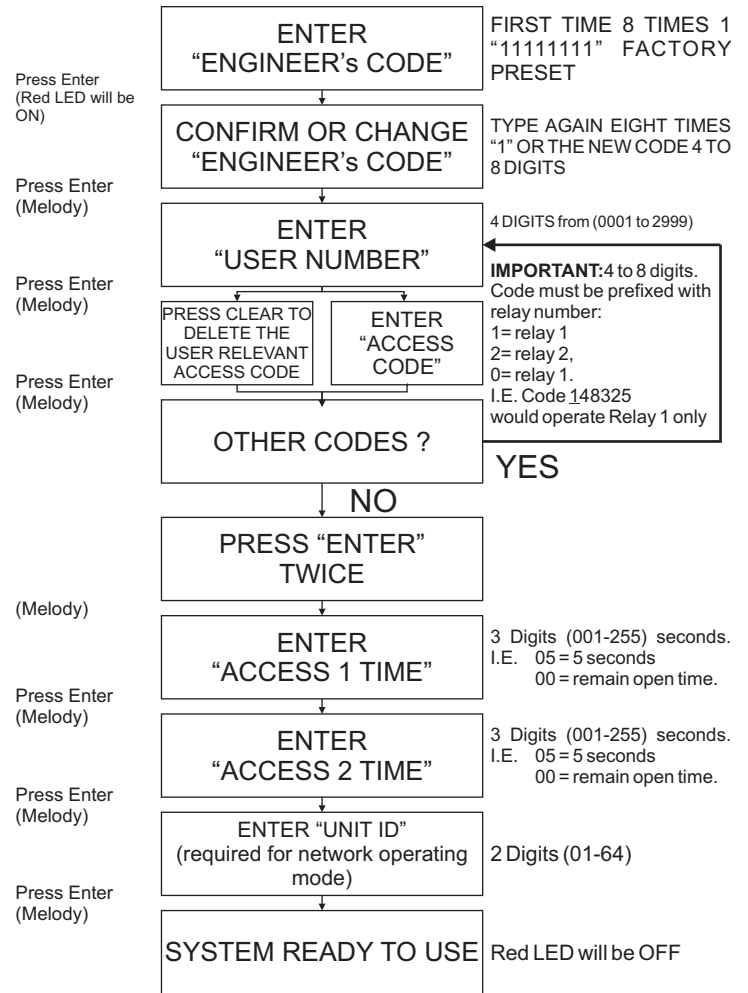 ENTER
“ENGINEER's CODE”
FIRST TIME 8 TIMES 1
“11111111” FACTORY
PRESET
Press Enter
(Red LED will be
ON)
CONFIRM OR CHANGE
“ENGINEER's CODE”
TYPE AGAIN EIGHT TIMES
“1” OR THE NEW CODE 4 TO
8 DIGITS
Press Enter
(Melody)
ENTER
“USER NUMBER”
4 DIGITS from (0001 to 2999)
Press Enter
(Melody)
PRESS CLEAR TO
DELETE THE
USER RELEVANT
ACCESS CODE
ENTER
“ACCESS
CODE”
IMPORTANT:4 to 8 digits.
Code must be prefixed with
relay number:
1= relay 1
2= relay 2,
0= relay 1.
I.E. Code 148325
would operate Relay 1 only
Press Enter
(Melody)
OTHER CODES ?
YES
NO
PRESS “ENTER”
TWICE
(Melody)
ENTER
“ACCESS 1 TIME”
3 Digits (001-255) seconds.
I.E. 05 = 5 seconds
00 = remain open time.
Press Enter
(Melody)
ENTER
“ACCESS 2 TIME”
3 Digits (001-255) seconds.
I.E. 05 = 5 seconds
00 = remain open time.
Press Enter
(Melody)
ENTER “UNIT ID”
(required for network operating
mode)
2 Digits (01-64)
Press Enter
(Melody)
SYSTEM READY TO USE
Red LED will be OFF